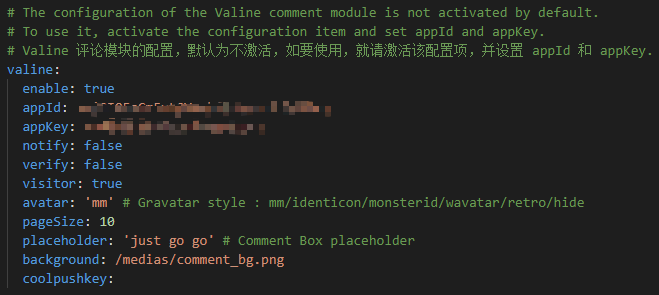 # The configuration of the Valine comment module is not activated by default.
# To use it, activate the configuration item and set appId and appKey.
# Valine 评论模块的配置，默认为不激活，如要使用，就请激活该配置项，并设置 appId 和 appKey.
valine:
  enable: true
  appId:
  appKey:
  notify: false
  verify: false
  visitor: true
  avatar: 'mm' # Gravatar style : mm/identicon/monsterid/wavatar/retro/hide
  pageSize: 10
  placeholder: 'just go go' # Comment Box placeholder
  background: /medias/comment_bg.png
  coolpushkey: